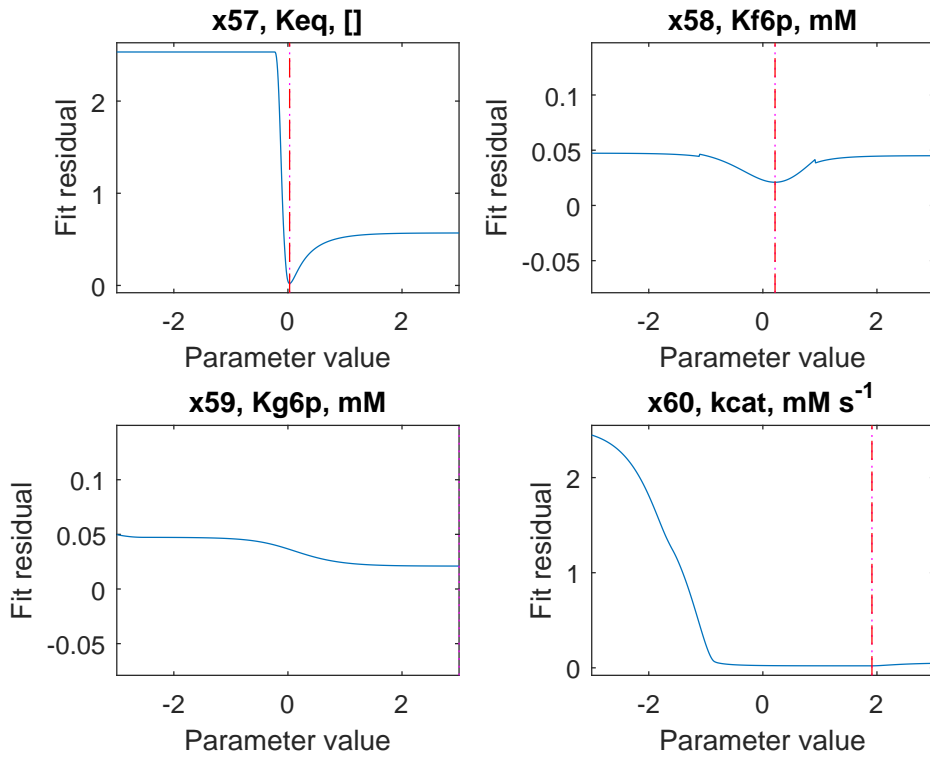 x57, Keq, []
Fit residual
2
1
0
-2 0 2
Parameter value
x58, Kf6p, mM
Fit residual
0.1
0.05
0
-0.05
-2 0 2
Parameter value
x59, Kg6p, mM
Fit residual
0.1
0.05
0
-0.05
-2 0 2
Parameter value
x60, kcat, mM s-1
Fit residual
2
1
0
-2 0 2
Parameter value